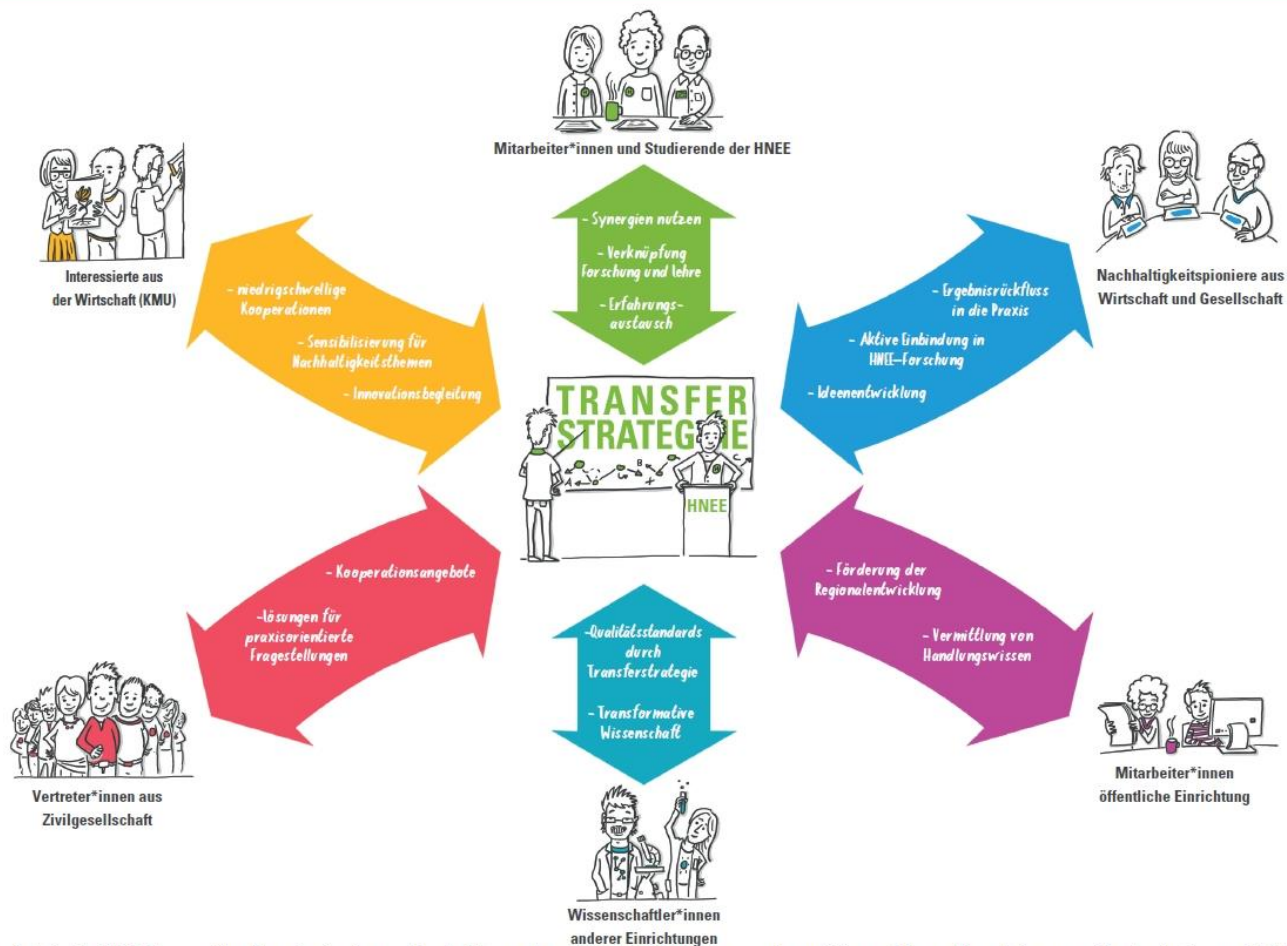 Mitarbeiter*innen und Studierende der HNEE
- Synergien nutzen
- Verknüpfung
Forschung und Lehre
- Erfahrungs-
austausch
Interessierte aus
der Wirtschaft (KMU)
- niedrigschwellige
Kooperationen
- Sensibilisierung für
Nachhaltigkeitsthemen
- Innovationsbegleitung
Nachhaltigkeitspioniere aus
Wirtschaft und Gesellschaft
- Ergebnisrückfluss
in die Praxis
- Aktive Einbindung in
HNEE-Forschung
- Ideenentwicklung
TRANSFER
STRATEGIE
A
B
C
x
HNEE
- Kooperationsangebote
-Lösungen für
praxisorientierte
Fragestellungen
Vertreter*innen aus
Zivilgesellschaft
-Qualitätsstandards
durch
Transferstrategie
- Transformative
Wissenschaft
Wissenschaftler*innen
anderer Einrichtungen
- Förderung der
Regionalentwicklung
- Vermittlung von
Handlungswissen
Mitarbeiter*innen
öffentliche Einrichtung